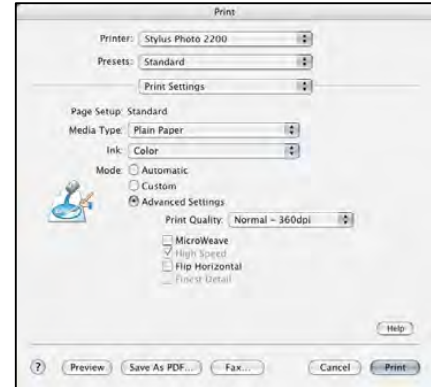 Print
Printer: Stylus Photo 2200
Presets: Standard
Print Settings
Page Setup: Standard
Media Type: Plain Paper
Ink: Color
Mode: Automatic
Custom
Advanced Settings
Print Quality: Normal – 360dpi
MicroWeave
High Speed
Flip Horizontal
Finest Detail
Help
? Preview Save As PDF... Fax... Cancel Print